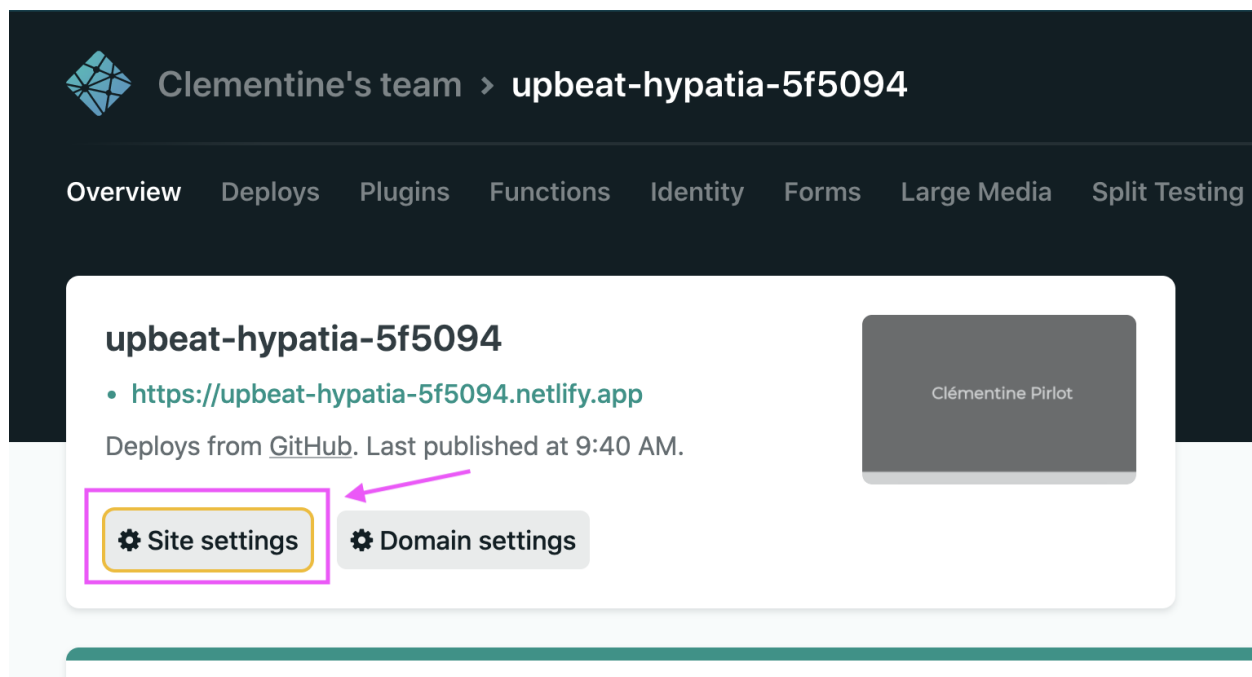 Clementine's team > upbeat-hypatia-5f5094
Overview Deploys Plugins Functions Identity Forms Large Media Split Testing
upbeat-hypatia-5f5094
• https://upbeat-hypatia-5f5094.netlify.app
Clémentine Pirlot
Deploys from GitHub. Last published at 9:40 AM.
Site settings Domain settings